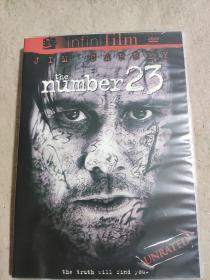 infinifilm
JIM CARREY
the
number 23
UNRATED
the truth will find you.